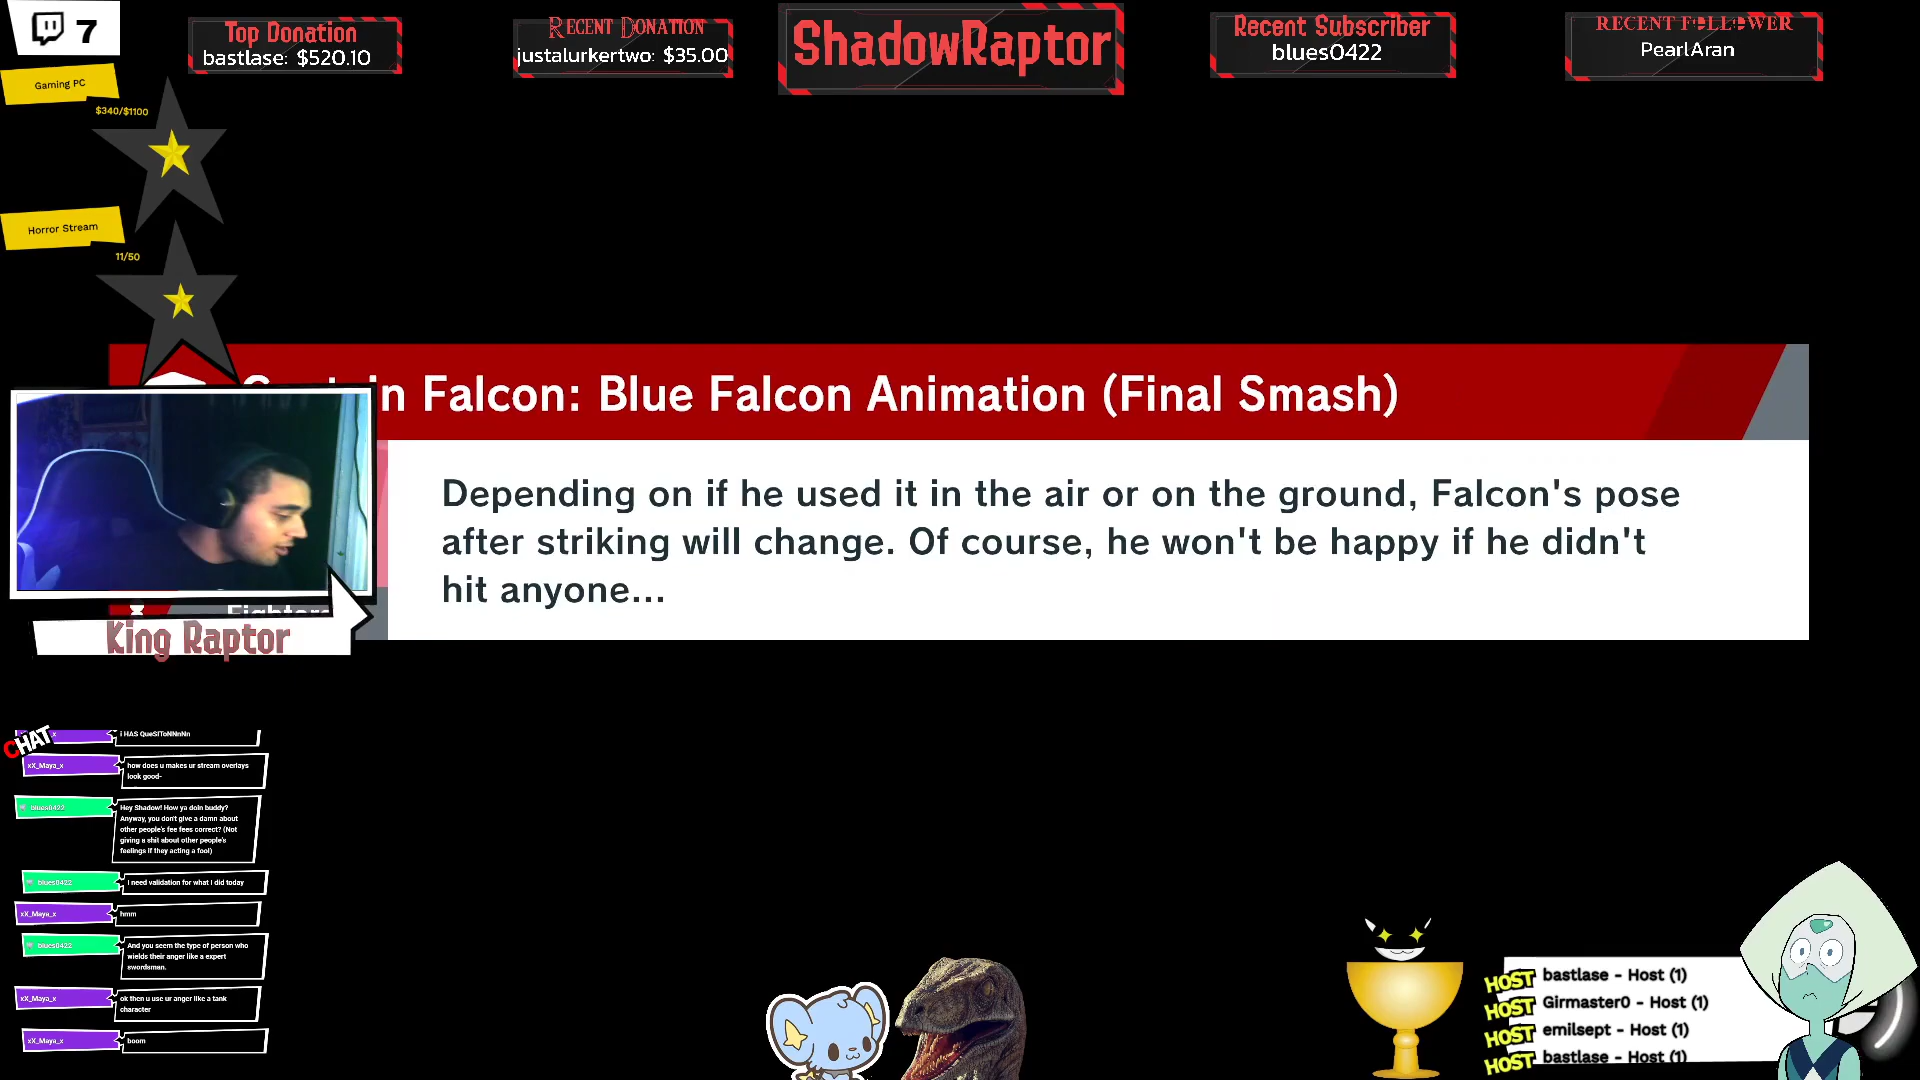 7
Top Donation
bastlase: $520.10
Recent Donation
justalurkertwo: $35.00
ShadowRaptor
Recent Subscriber
blues0422
RECENT FOLLOWER
PearlAran
Gaming PC
$340/$1100
Horror Stream
11/50
n Falcon: Blue Falcon Animation (Final Smash)
Depending on if he used it in the air or on the ground, Falcon's pose
after striking will change. Of course, he won't be happy if he didn't
hit anyone...
Fighters
King Raptor
CHAT
i HAS QueSIToNNnNn
xX_Maya_x
how does u makes ur stream overlays
look good-
blues0422
Hey Shadow! How ya doin buddy?
Anyway, you don't give a damn about
other people's fee fees correct? (Not
giving a shit about other people's
feelings if they acting a fool)
blues0422
I need validation for what I did today
xX_Maya_x
hmm
blues0422
And you seem the type of person who
wields their anger like a expert
swordsman.
xX_Maya_x
ok then u use ur anger like a tank
character
xX_Maya_x
boom
HOST bastlase - Host (1)
HOST Girmaster0 - Host (1)
HOST emilsept - Host (1)
HOST bastlase - Host (1)